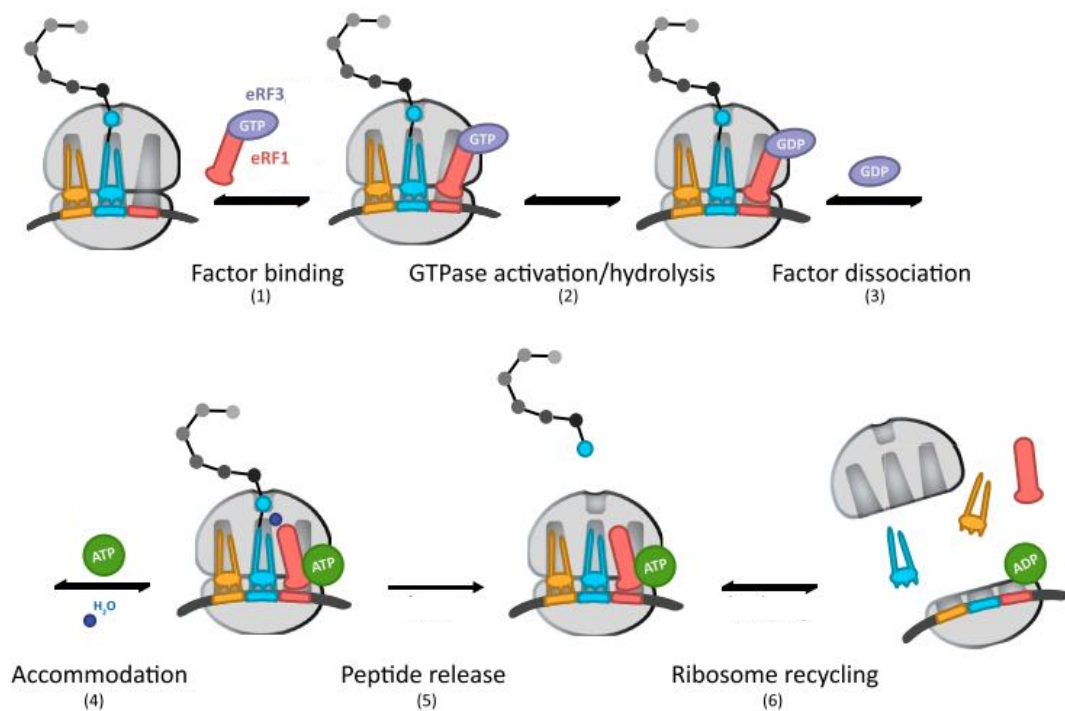 eRF3
GTP
eRF1
GTP
GDP
GDP
Factor binding
(1)
GTPase activation/hydrolysis
(2)
Factor dissociation
(3)
ATP
H₂O
ATP
ATP
ADP
Accommodation
(4)
Peptide release
(5)
Ribosome recycling
(6)